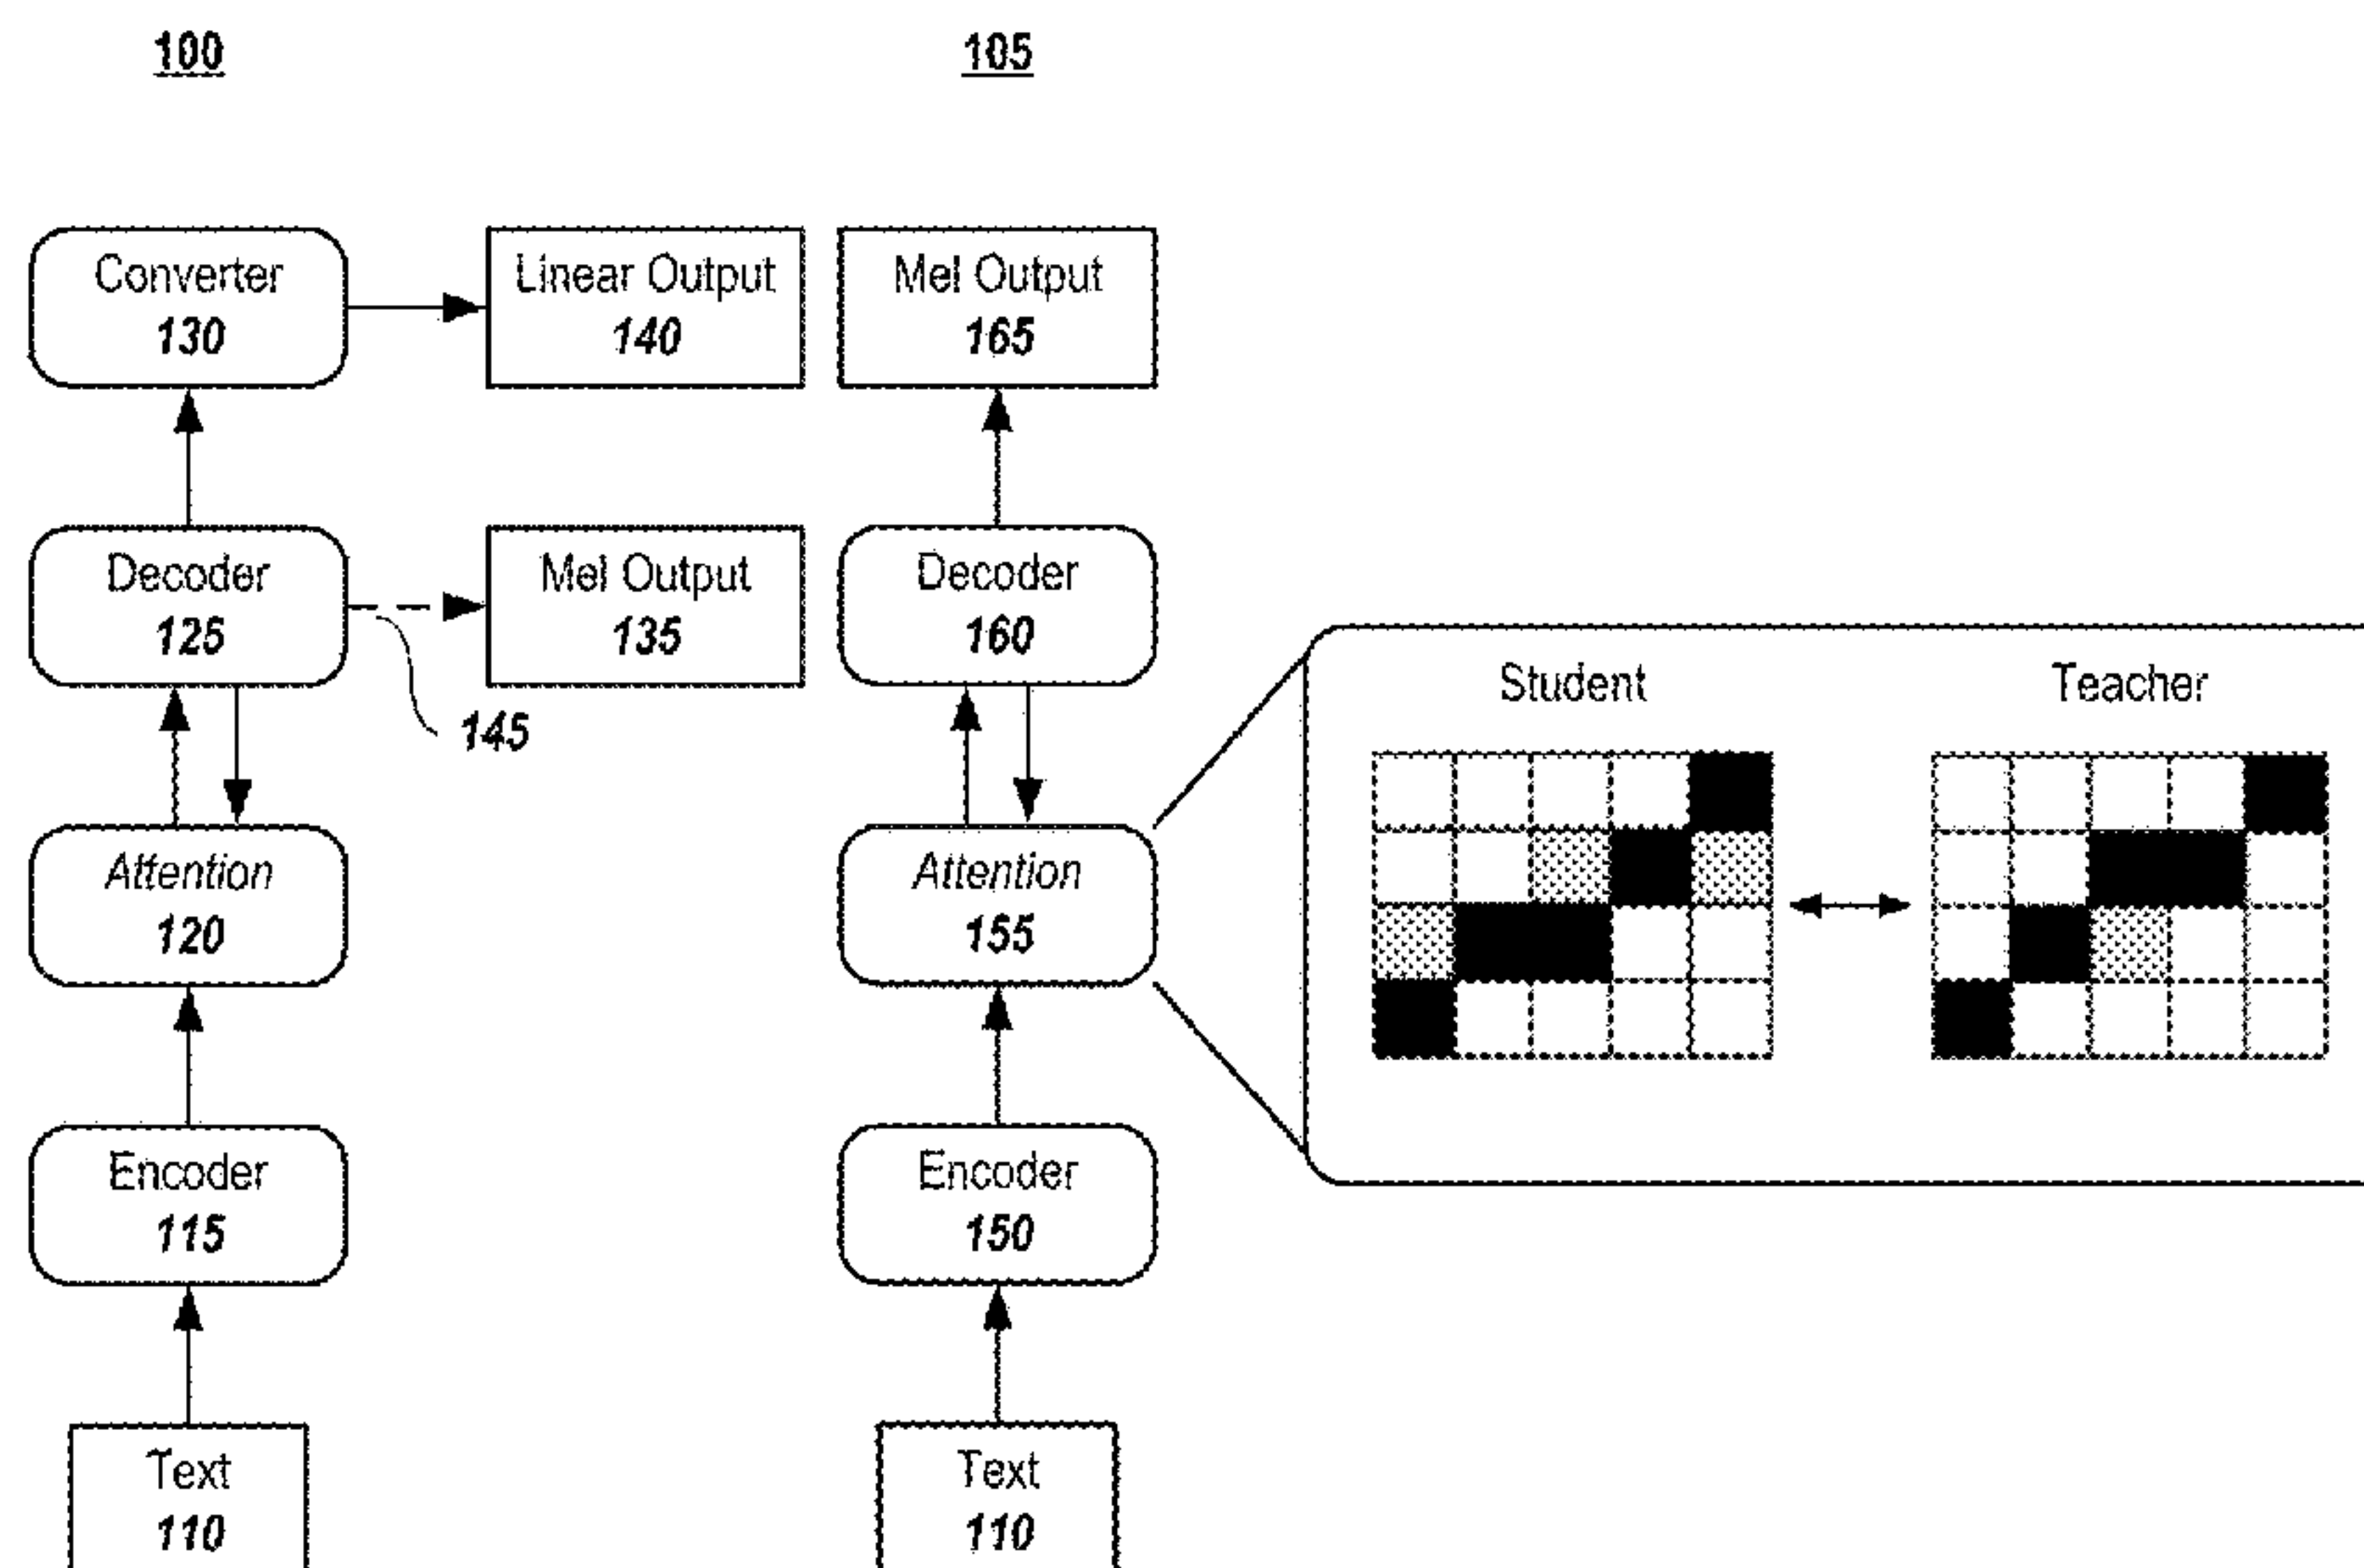 100
105
Converter
130
Linear Output
140
Mel Output
165
Decoder
125
Mel Output
135
145
Decoder
160
Student
Teacher
Attention
120
Attention
155
Encoder
115
Encoder
150
Text
110
Text
110